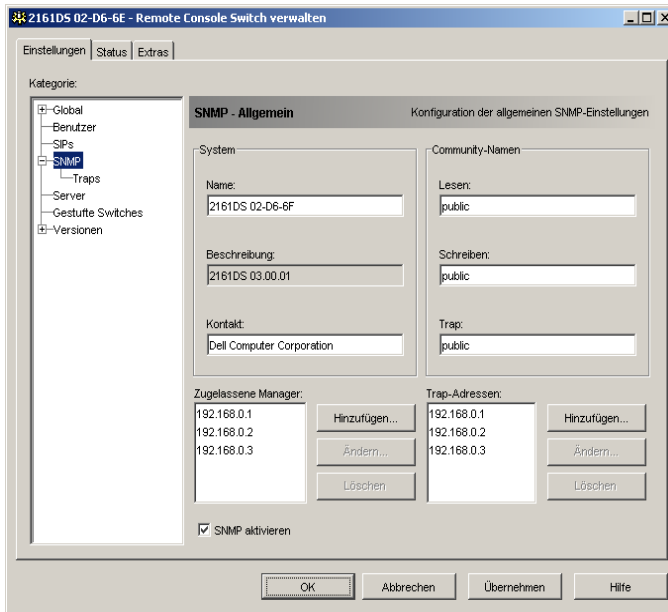 2161DS 02-D6-6E - Remote Console Switch verwalten
Einstellungen Status Extras
Kategorie:
Global
Benutzer
SIPs
SNMP
Traps
Server
Gestufte Switches
Versionen
SNMP - Allgemein Konfiguration der allgemeinen SNMP-Einstellungen
System
Name:
2161DS 02-D6-6F
Beschreibung:
2161DS 03.00.01
Kontakt:
Dell Computer Corporation
Community-Namen
Lesen:
public
Schreiben:
public
Trap:
public
Zugelassene Manager:
192.168.0.1
192.168.0.2
192.168.0.3
Hinzufügen...
Ändern...
Löschen
Trap-Adressen:
192.168.0.1
192.168.0.2
192.168.0.3
Hinzufügen...
Ändern...
Löschen
SNMP aktivieren
OK Abbrechen Übernehmen Hilfe